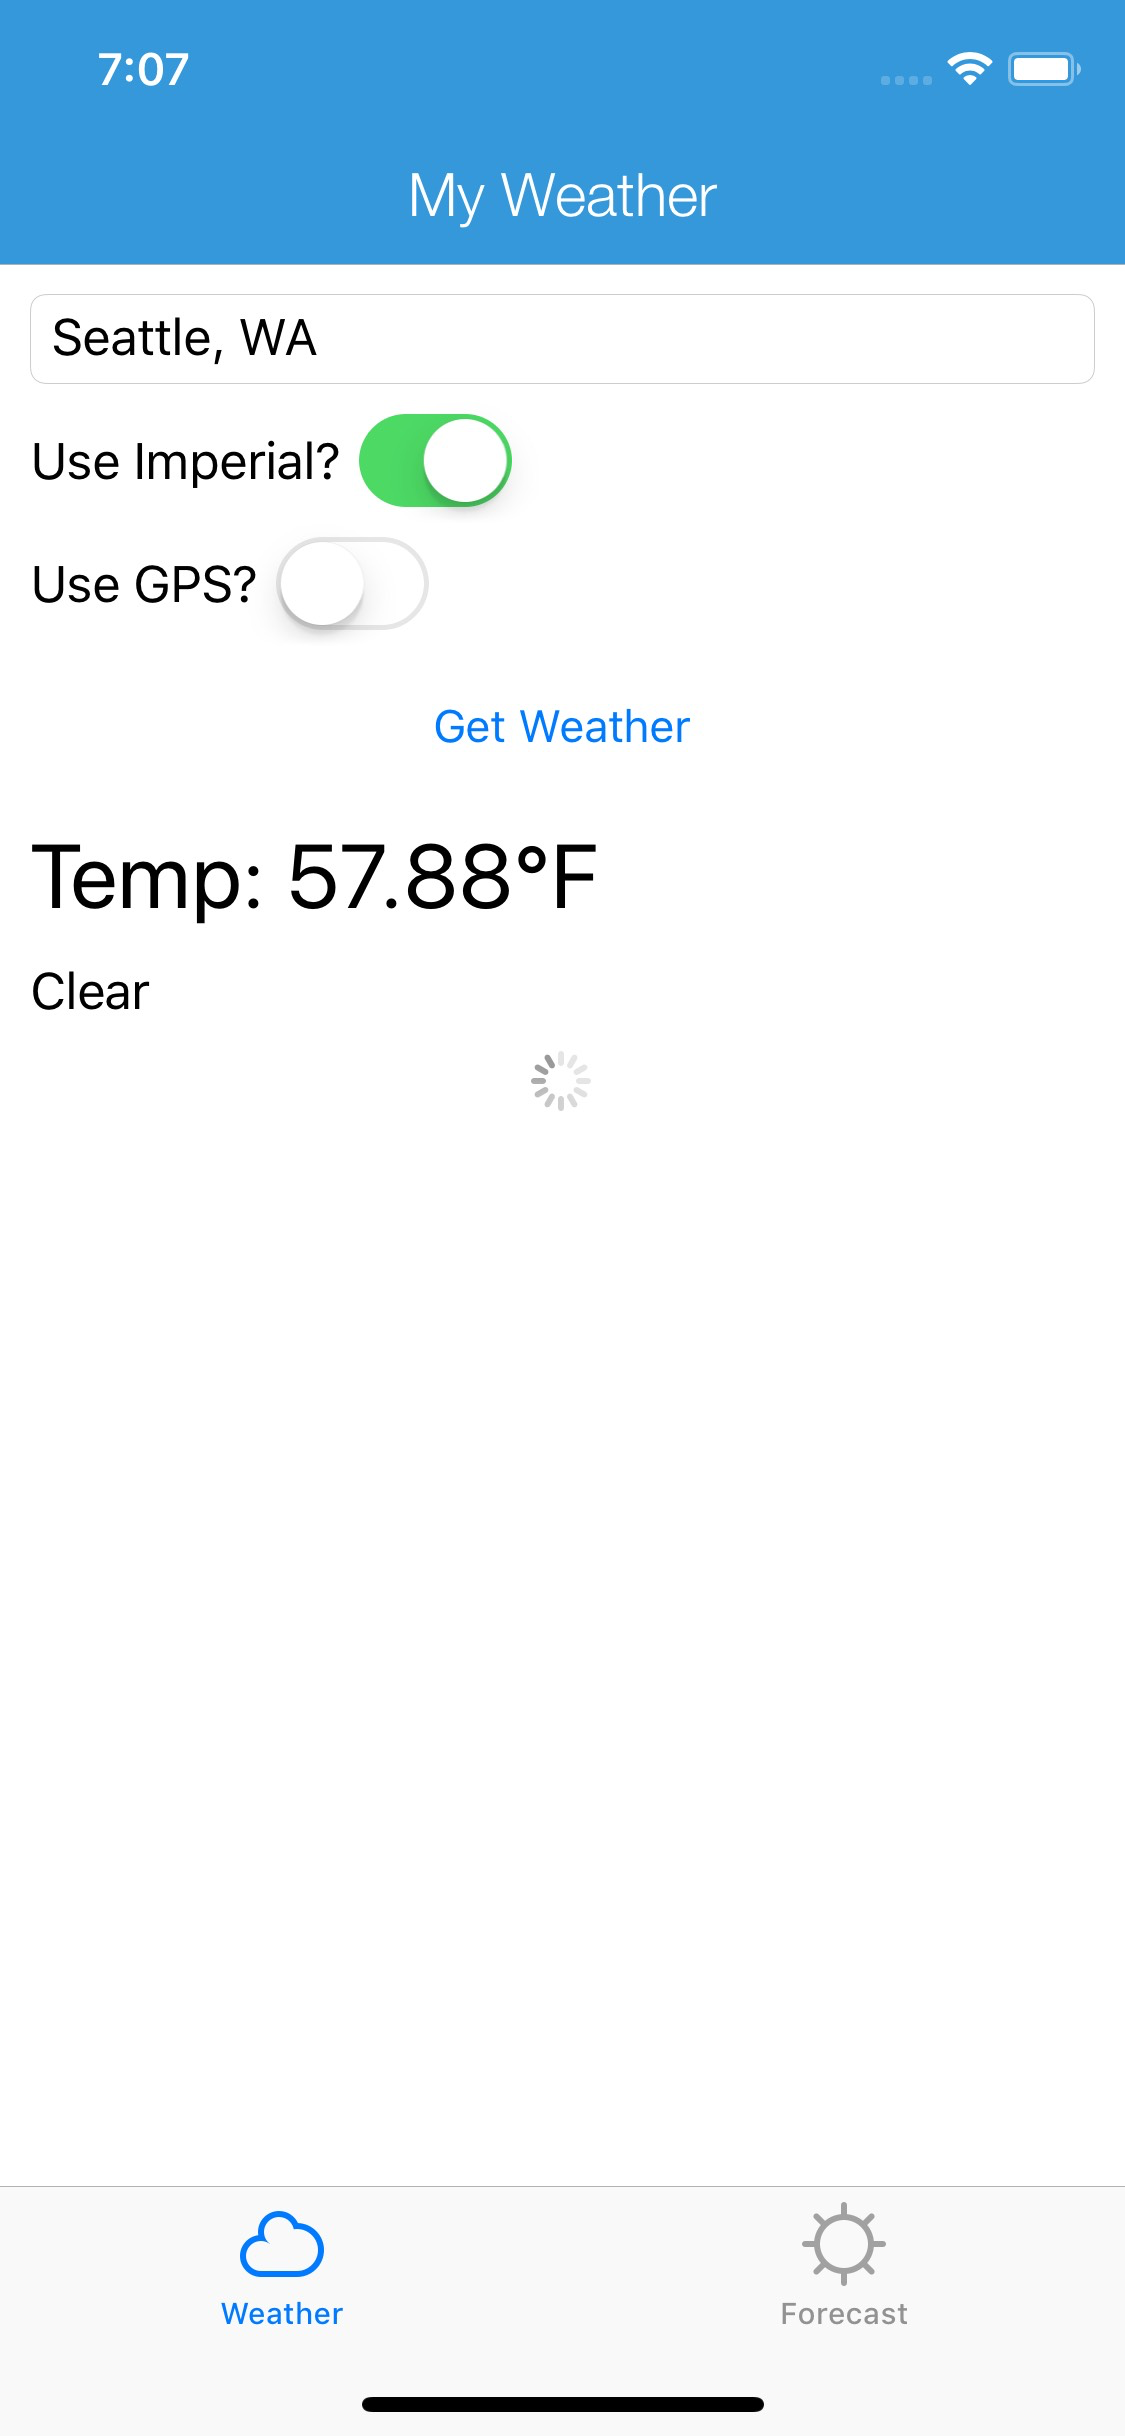 7:07
My Weather
Seattle, WA
Use Imperial?
Use GPS?
Get Weather
Temp: 57.88°F
Clear
Weather
Forecast